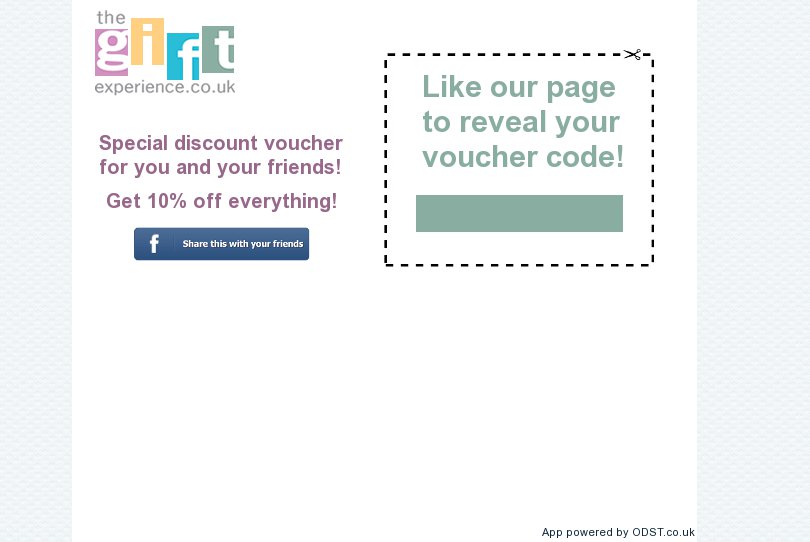 the
gift
experience.co.uk
Special discount voucher
for you and your friends!
Get 10% off everything!
f Share this with your friends
Like our page
to reveal your
voucher code!
App powered by ODST.co.uk